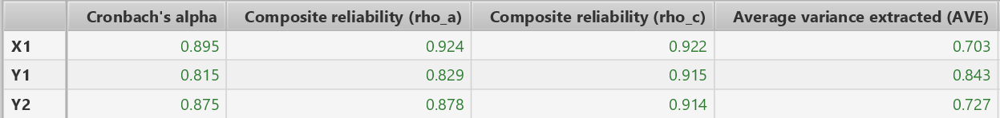 Cronbach's alpha Composite reliability (rho_a) Composite reliability (rho_c) Average variance extracted (AVE)
X1 0.895 0.924 0.922 0.703
Y1 0.815 0.829 0.915 0.843
Y2 0.875 0.878 0.914 0.727